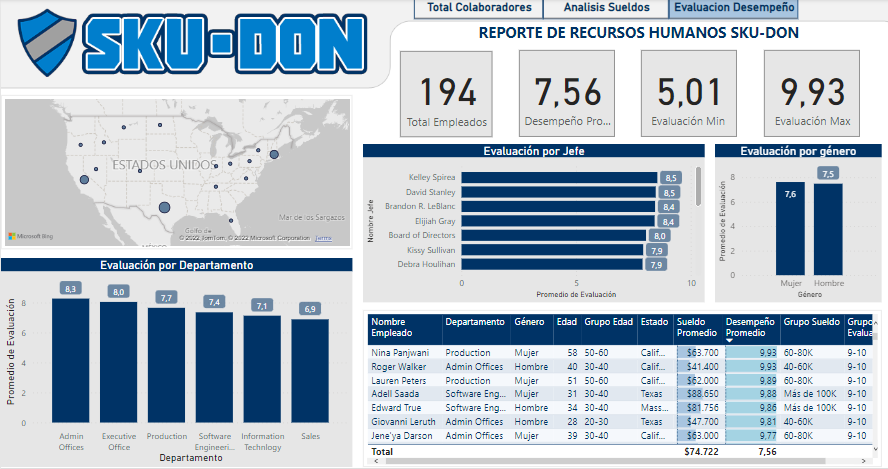 SKU-DON
Total Colaboradores
Analisis Sueldos
Evaluacion Desempeño
REPORTE DE RECURSOS HUMANOS SKU-DON
194
Total Empleados
7,56
Desempeño Pro...
5,01
Evaluación Min
9,93
Evaluación Max
ESTADOS UNIDOS
Mar de los Sargazos
Golfo de
MÉXICO
Microsoft Bing
© 2022 TomTom, © 2022 Microsoft Corporation Terms
Evaluación por Jefe
Nombre Jefe
Kelley Spirea 8,5
David Stanley 8,5
Brandon R. LeBlanc 8,4
Elijiah Gray 8,4
Board of Directors 8,0
Kissy Sullivan 7,9
Debra Houlihan 7,9
0 5 10
Promedio de Evaluación
Evaluación por género
Promedio de Evaluación
8
6
4
2
0
7,6
7,5
Mujer Hombre
Género
Evaluación por Departamento
Promedio de Evaluación
8
6
4
2
0
8,3 8,0 7,7 7,4 7,1 6,9
Admin Offices
Executive Office
Production
Software Engineeri...
Information Technlogy
Sales
Departamento
Nombre Empleado Departamento Género Edad Grupo Edad Estado Sueldo Promedio Desempeño Promedio Grupo Sueldo Grupo Evalua
Nina Panjwani Production Mujer 58 50-60 Calif... $63.700 9,93 60-80K 9-10
Roger Walker Admin Offices Hombre 40 30-40 Calif... $41.400 9,93 40-60K 9-10
Lauren Peters Production Mujer 51 50-60 Calif... $62.000 9,89 60-80K 9-10
Adell Saada Software Eng... Mujer 31 30-40 Texas $88.650 9,88 Más de 100K 9-10
Edward True Software Eng... Hombre 34 30-40 Mass... $81.756 9,86 Más de 100K 9-10
Giovanni Leruth Admin Offices Hombre 28 20-30 Texas $47.700 9,81 40-60K 9-10
Jene'ya Darson Admin Offices Mujer 39 30-40 Calif... $63.000 9,77 60-80K 9-10
Total $74.722 7,56